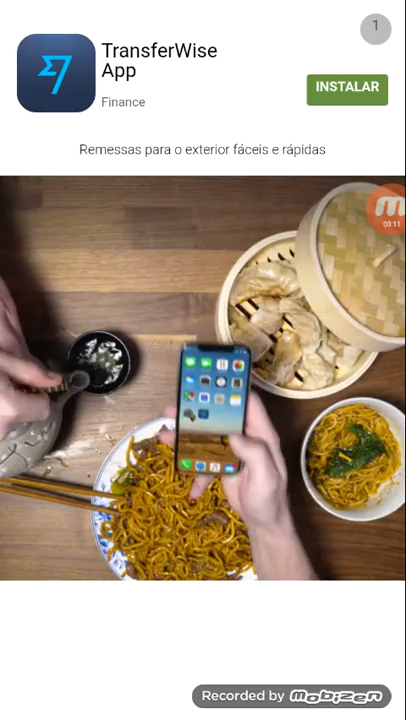 1
TransferWise
App
Finance
INSTALAR
Remessas para o exterior fáceis e rápidas
03:11
Recorded by mobizen